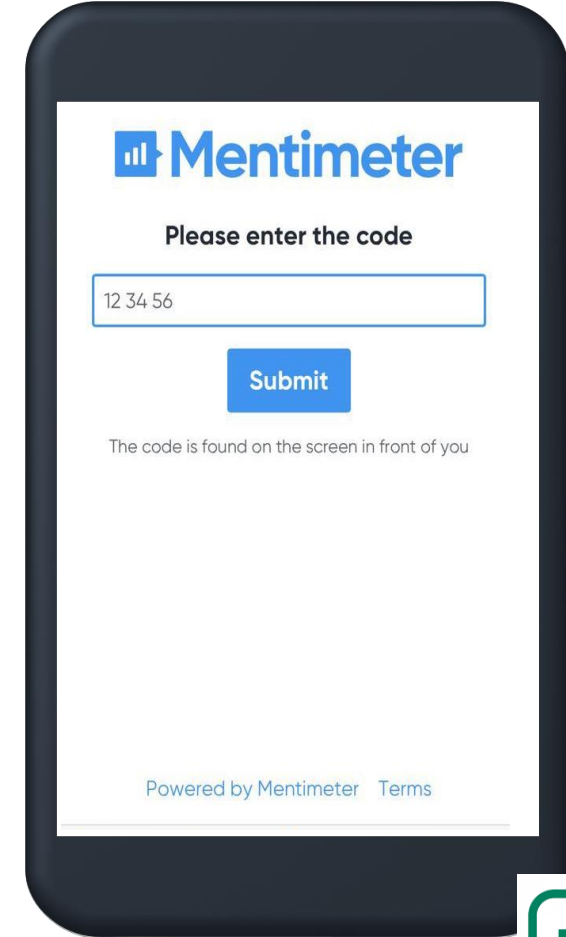 Mentimeter
Please enter the code
12 34 56
Submit
The code is found on the screen in front of you
Powered by Mentimeter Terms